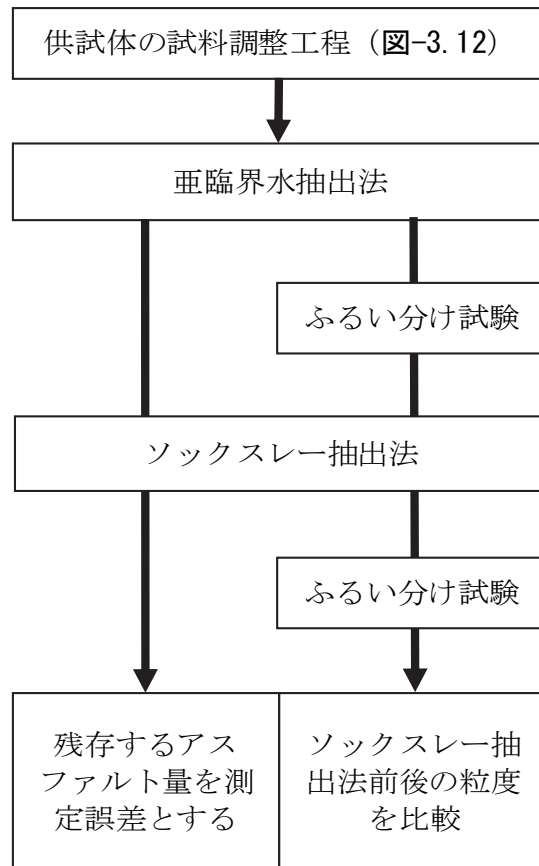 供試体の試料調整工程（図-3.12）
亜臨界水抽出法
ふるい分け試験
ソックスレー抽出法
ふるい分け試験
残存するアス
ファルト量を測
定誤差とする
ソックスレー抽
出法前後の粒度
を比較